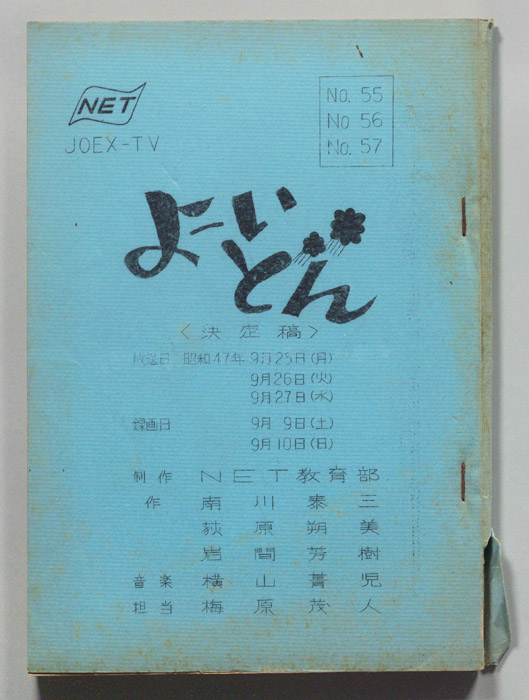 NET
JOEX-TV
No. 55
No 56
No. 57
よーい
どん
<決定稿>
放送日 昭和47年 9月25日(月)
9月26日(火)
9月27日(水)
録画日 9月 9日(土)
9月10日(日)
制作 NET教育部
作 南川泰三
萩原朔美
岩間芳樹
音楽 横山菁児
担当 梅原茂人